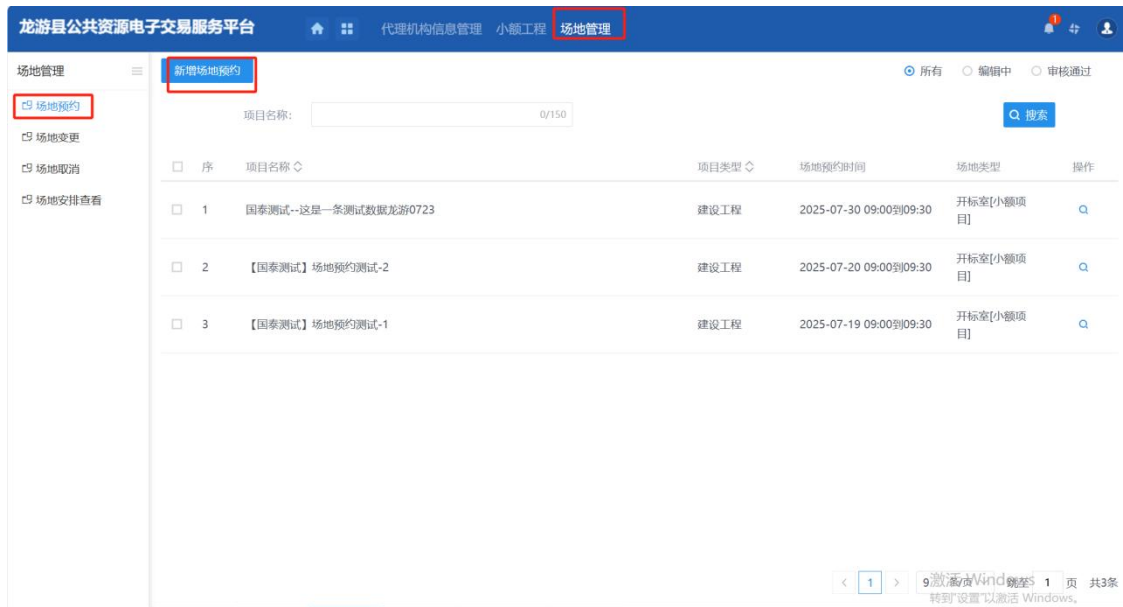 龙游县公共资源电子交易服务平台 代理机构信息管理 小额工程 场地管理 1
场地管理 新增场地预约 所有 编辑中 审核通过
场地预约 项目名称： 0/150 搜索
场地变更
场地取消 序 项目名称 项目类型 场地预约时间 场地类型 操作
场地安排查看
1 国泰测试--这是一条测试数据龙游0723 建设工程 2025-07-30 09:00到09:30 开标室[小额项
目]
2 【国泰测试】场地预约测试-2 建设工程 2025-07-20 09:00到09:30 开标室[小额项
目]
3 【国泰测试】场地预约测试-1 建设工程 2025-07-19 09:00到09:30 开标室[小额项
目]
1 9 条/页 跳至 1 页 共3条
激活 Windows
转到"设置"以激活 Windows。